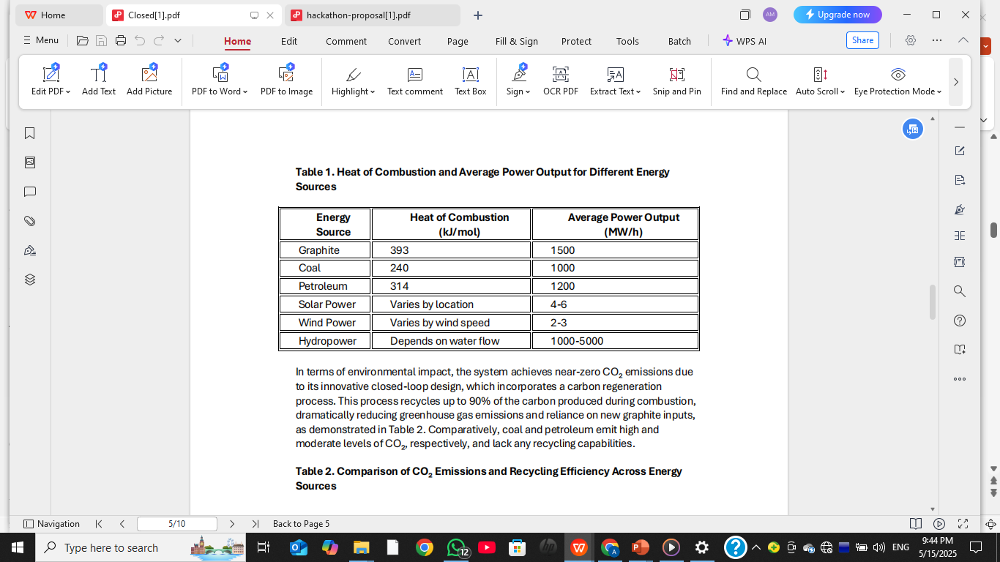 Home
Closed[1].pdf
hackathon-proposal[1].pdf
AM
Upgrade now
Menu
Home
Edit
Comment
Convert
Page
Fill & Sign
Protect
Tools
Batch
WPS AI
Share
Edit PDF
Add Text
Add Picture
PDF to Word
PDF to Image
Highlight
Text comment
Text Box
Sign
OCR PDF
Extract Text
Snip and Pin
Find and Replace
Auto Scroll
Eye Protection Mode
Table 1. Heat of Combustion and Average Power Output for Different Energy
Sources
Energy Source Heat of Combustion (kJ/mol) Average Power Output (MW/h)
Graphite 393 1500
Coal 240 1000
Petroleum 314 1200
Solar Power Varies by location 4-6
Wind Power Varies by wind speed 2-3
Hydropower Depends on water flow 1000-5000
In terms of environmental impact, the system achieves near-zero CO₂ emissions due
to its innovative closed-loop design, which incorporates a carbon regeneration
process. This process recycles up to 90% of the carbon produced during combustion,
dramatically reducing greenhouse gas emissions and reliance on new graphite inputs,
as demonstrated in Table 2. Comparatively, coal and petroleum emit high and
moderate levels of CO₂, respectively, and lack any recycling capabilities.
Table 2. Comparison of CO₂ Emissions and Recycling Efficiency Across Energy
Sources
Navigation
5/10
Back to Page 5
Type here to search
12
ENG
9:44 PM
5/15/2025